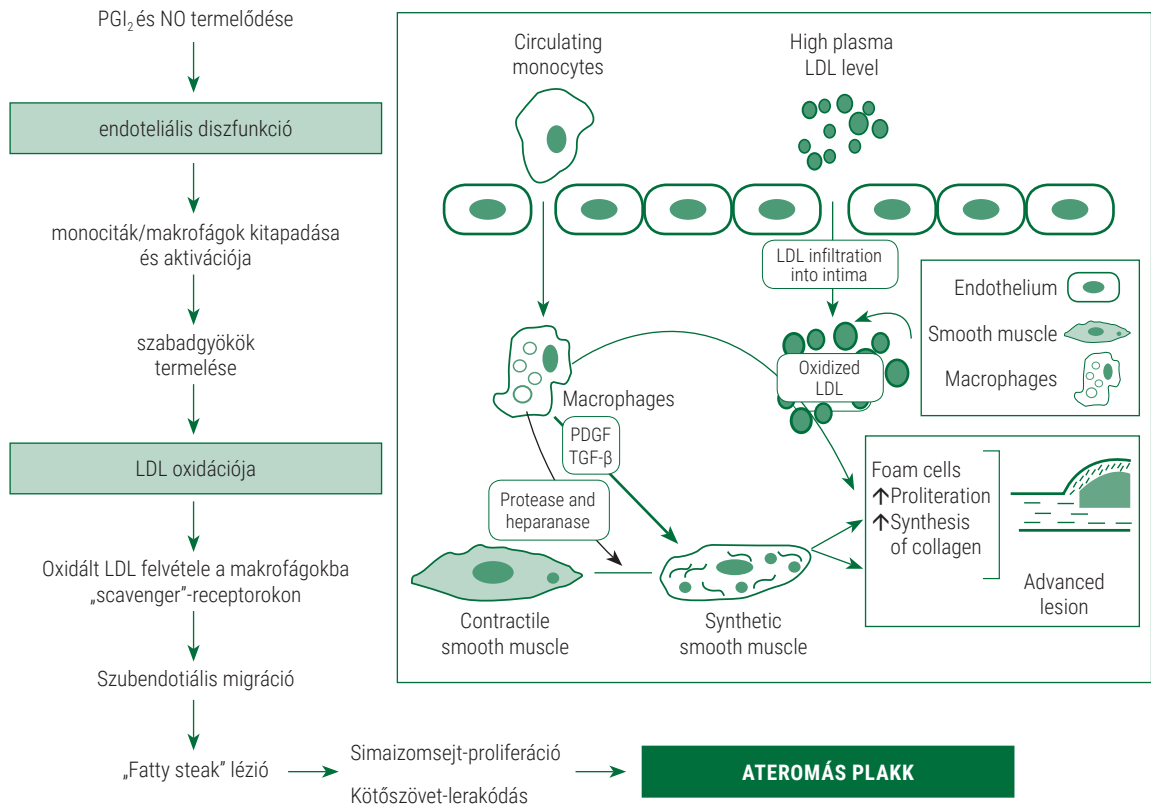 PGI₂ és NO termelődése
endoteliális diszfunkció
monociták/makrofágok kitapadása
és aktivációja
szabadgyökök
termelése
LDL oxidációja
Oxidált LDL felvétele a makrofágokba
„scavenger”-receptorokon
Szubendotiális migráció
„Fatty steak” lézió
Simaizomsejt-proliferáció
Kötőszövet-lerakódás
ATEROMÁS PLAKK
Circulating
monocytes
High plasma
LDL level
LDL infiltration
into intima
Endothelium
Smooth muscle
Macrophages
Oxidized
LDL
Macrophages
PDGF
TGF-β
Protease and
heparanase
Contractile
smooth muscle
Synthetic
smooth muscle
Foam cells
↑Proliteration
↑Synthesis
of collagen
Advanced
lesion